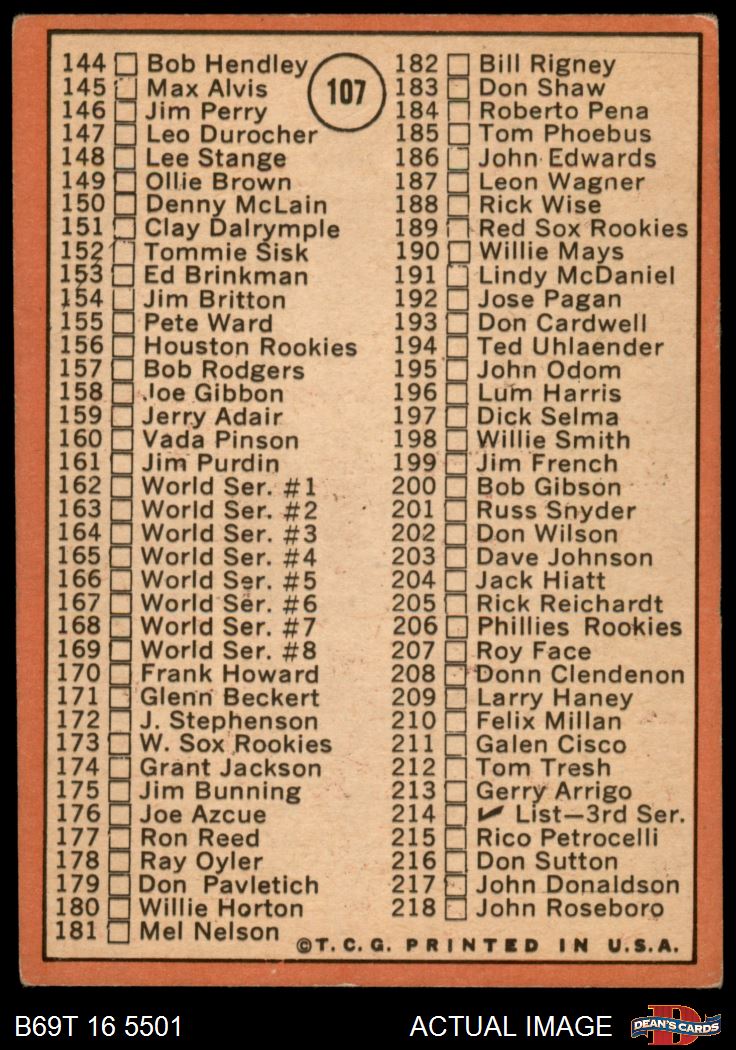 107
144 Bob Hendley
145 Max Alvis
146 Jim Perry
147 Leo Durocher
148 Lee Stange
149 Ollie Brown
150 Denny McLain
151 Clay Dalrymple
152 Tommie Sisk
153 Ed Brinkman
154 Jim Britton
155 Pete Ward
156 Houston Rookies
157 Bob Rodgers
158 Joe Gibbon
159 Jerry Adair
160 Vada Pinson
161 Jim Purdin
162 World Ser. #1
163 World Ser. #2
164 World Ser. #3
165 World Ser. #4
166 World Ser. #5
167 World Ser. #6
168 World Ser. #7
169 World Ser. #8
170 Frank Howard
171 Glenn Beckert
172 J. Stephenson
173 W. Sox Rookies
174 Grant Jackson
175 Jim Bunning
176 Joe Azcue
177 Ron Reed
178 Ray Oyler
179 Don Pavletich
180 Willie Horton
181 Mel Nelson
182 Bill Rigney
183 Don Shaw
184 Roberto Pena
185 Tom Phoebus
186 John Edwards
187 Leon Wagner
188 Rick Wise
189 Red Sox Rookies
190 Willie Mays
191 Lindy McDaniel
192 Jose Pagan
193 Don Cardwell
194 Ted Uhlaender
195 John Odom
196 Lum Harris
197 Dick Selma
198 Willie Smith
199 Jim French
200 Bob Gibson
201 Russ Snyder
202 Don Wilson
203 Dave Johnson
204 Jack Hiatt
205 Rick Reichardt
206 Phillies Rookies
207 Roy Face
208 Donn Clendenon
209 Larry Haney
210 Felix Millan
211 Galen Cisco
212 Tom Tresh
213 Gerry Arrigo
214 ✔ List—3rd Ser.
215 Rico Petrocelli
216 Don Sutton
217 John Donaldson
218 John Roseboro
©T.C.G. PRINTED IN U.S.A.
B69T 16 5501
ACTUAL IMAGE
DEAN'S CARDS